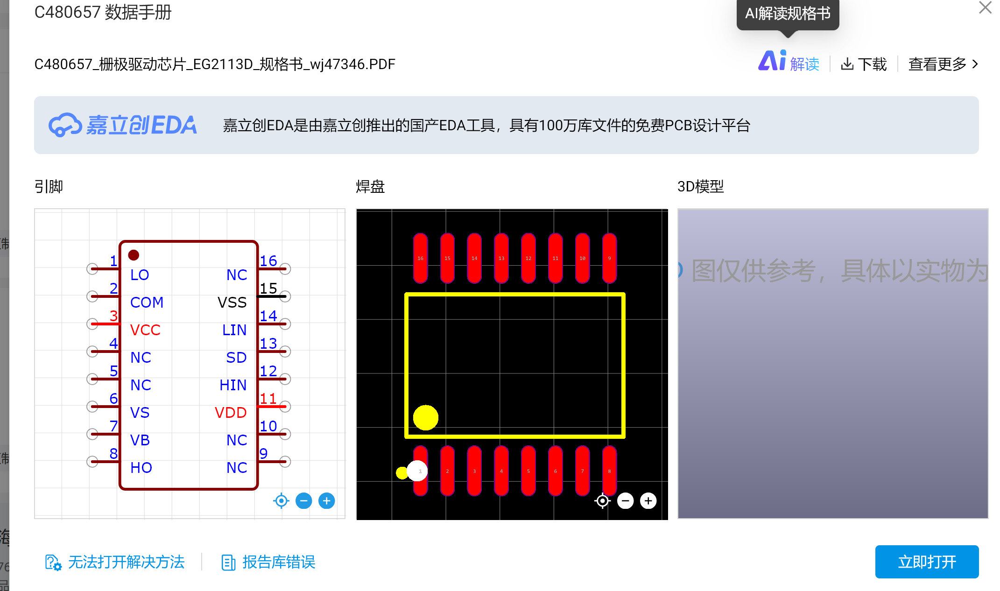 C480657 数据手册
AI解读规格书
C480657_栅极驱动芯片_EG2113D_规格书_wj47346.PDF
Ai 解读
下载
查看更多
嘉立创EDA
嘉立创EDA是由嘉立创推出的国产EDA工具，具有100万库文件的免费PCB设计平台
引脚
焊盘
3D模型
1 LO
2 COM
3 VCC
4 NC
5 NC
6 VS
7 VB
8 HO
16 NC
15 VSS
14 LIN
13 SD
12 HIN
11 VDD
10 NC
9 NC
16 15 14 13 12 11 10 9
1 2 3 4 5 6 7 8
图仅供参考，具体以实物为
无法打开解决方法
报告库错误
立即打开